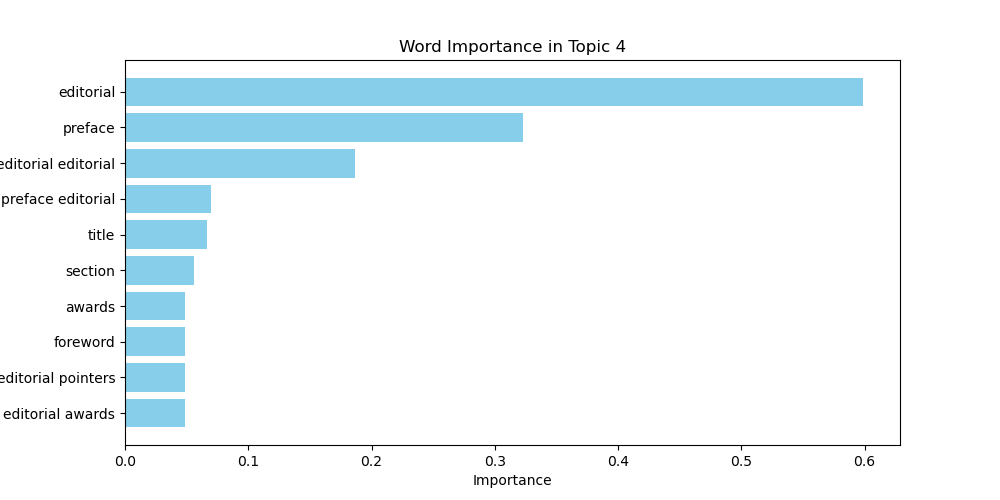 Word Importance in Topic 4
editorial
preface
editorial editorial
preface editorial
title
section
awards
foreword
editorial pointers
editorial awards
0.0 0.1 0.2 0.3 0.4 0.5 0.6
Importance